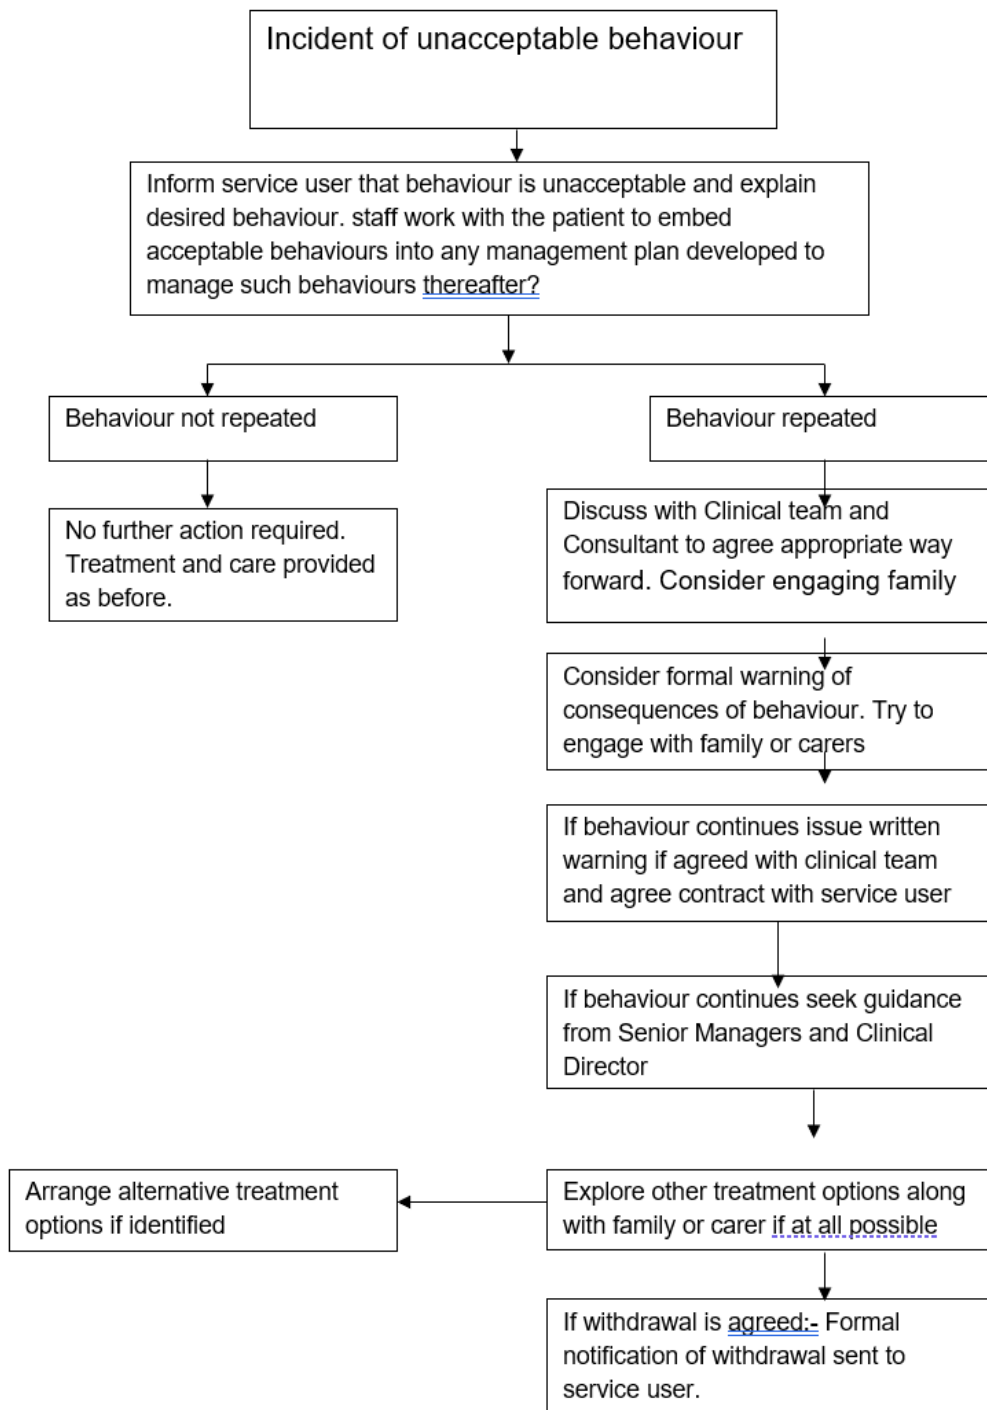 Incident of unacceptable behaviour
Inform service user that behaviour is unacceptable and explain
desired behaviour. staff work with the patient to embed
acceptable behaviours into any management plan developed to
manage such behaviours thereafter?
Behaviour not repeated
Behaviour repeated
No further action required.
Treatment and care provided
as before.
Discuss with Clinical team and
Consultant to agree appropriate way
forward. Consider engaging family
Consider formal warning of
consequences of behaviour. Try to
engage with family or carers
If behaviour continues issue written
warning if agreed with clinical team
and agree contract with service user
If behaviour continues seek guidance
from Senior Managers and Clinical
Director
Arrange alternative treatment
options if identified
Explore other treatment options along
with family or carer if at all possible
If withdrawal is agreed:- Formal
notification of withdrawal sent to
service user.